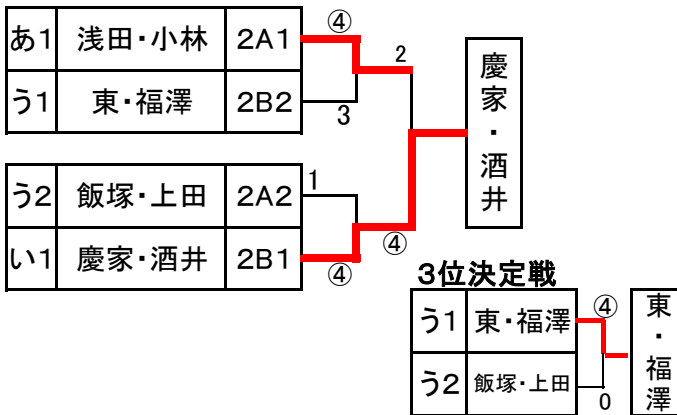 あ1 浅田・小林 2A1 ④
2
う1 東・福澤 2B2 3
慶家・酒井
う2 飯塚・上田 2A2 1
い1 慶家・酒井 2B1 ④
④
3位決定戦
う1 東・福澤 ④
う2 飯塚・上田 0
東・福澤